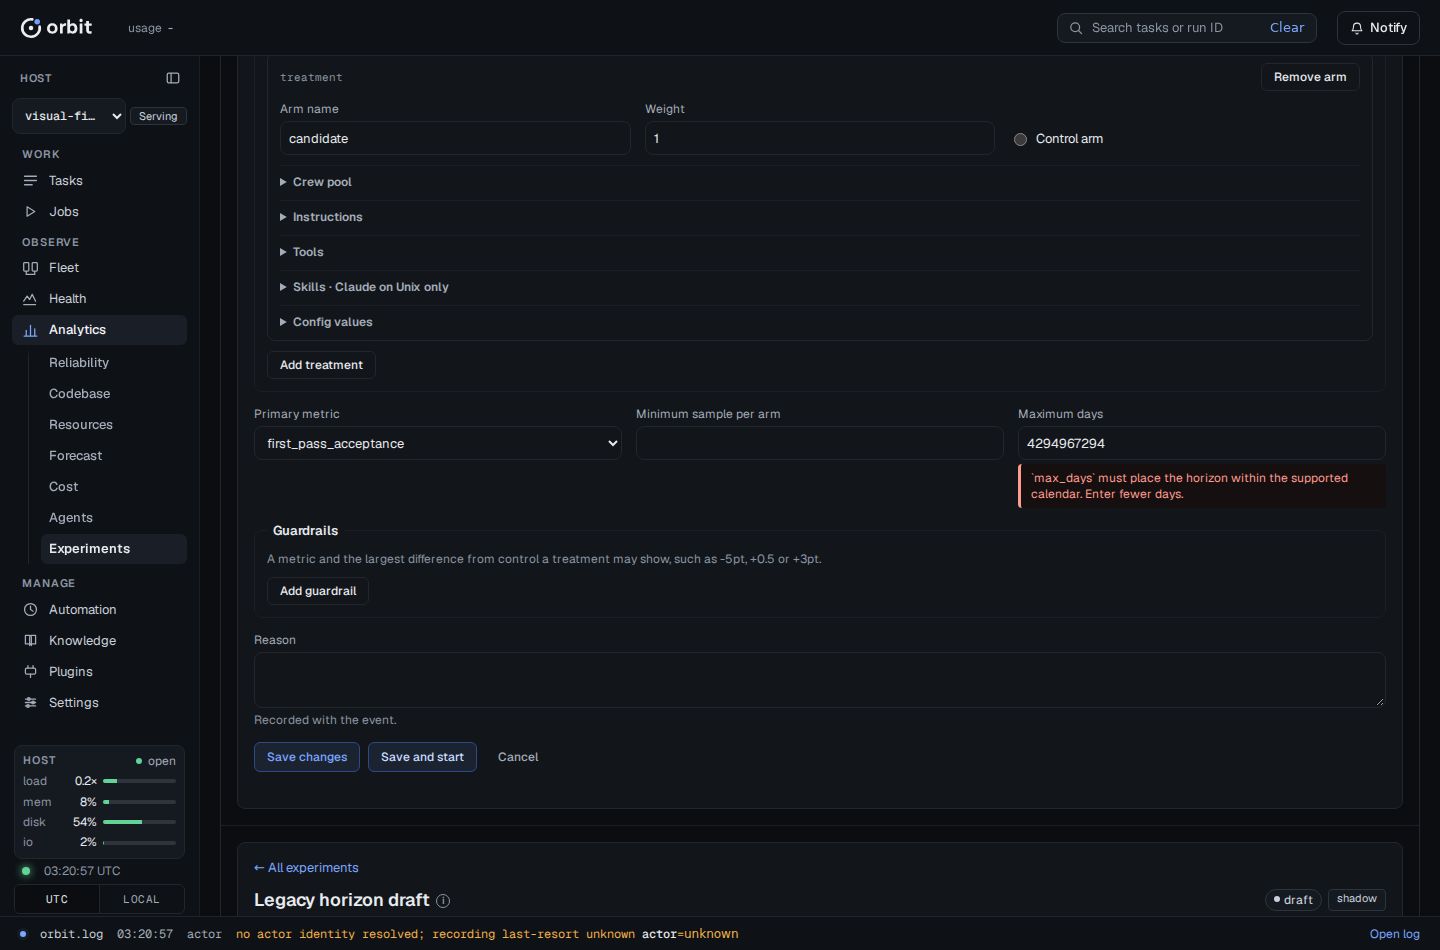 orbit
usage -
Search tasks or run ID
Clear
Notify
HOST
visual-fi…
Serving
WORK
Tasks
Jobs
OBSERVE
Fleet
Health
Analytics
Reliability
Codebase
Resources
Forecast
Cost
Agents
Experiments
MANAGE
Automation
Knowledge
Plugins
Settings
HOST
open
load 0.2×
mem 8%
disk 54%
io 2%
03:20:57 UTC
UTC LOCAL
treatment
Remove arm
Arm name
Weight
candidate
1
Control arm
Crew pool
Instructions
Tools
Skills · Claude on Unix only
Config values
Add treatment
Primary metric
Minimum sample per arm
Maximum days
first_pass_acceptance
4294967294
`max_days` must place the horizon within the supported
calendar. Enter fewer days.
Guardrails
A metric and the largest difference from control a treatment may show, such as -5pt, +0.5 or +3pt.
Add guardrail
Reason
Recorded with the event.
Save changes
Save and start
Cancel
← All experiments
Legacy horizon draft
draft
shadow
orbit.log 03:20:57 actor no actor identity resolved; recording last-resort unknown actor=unknown
Open log